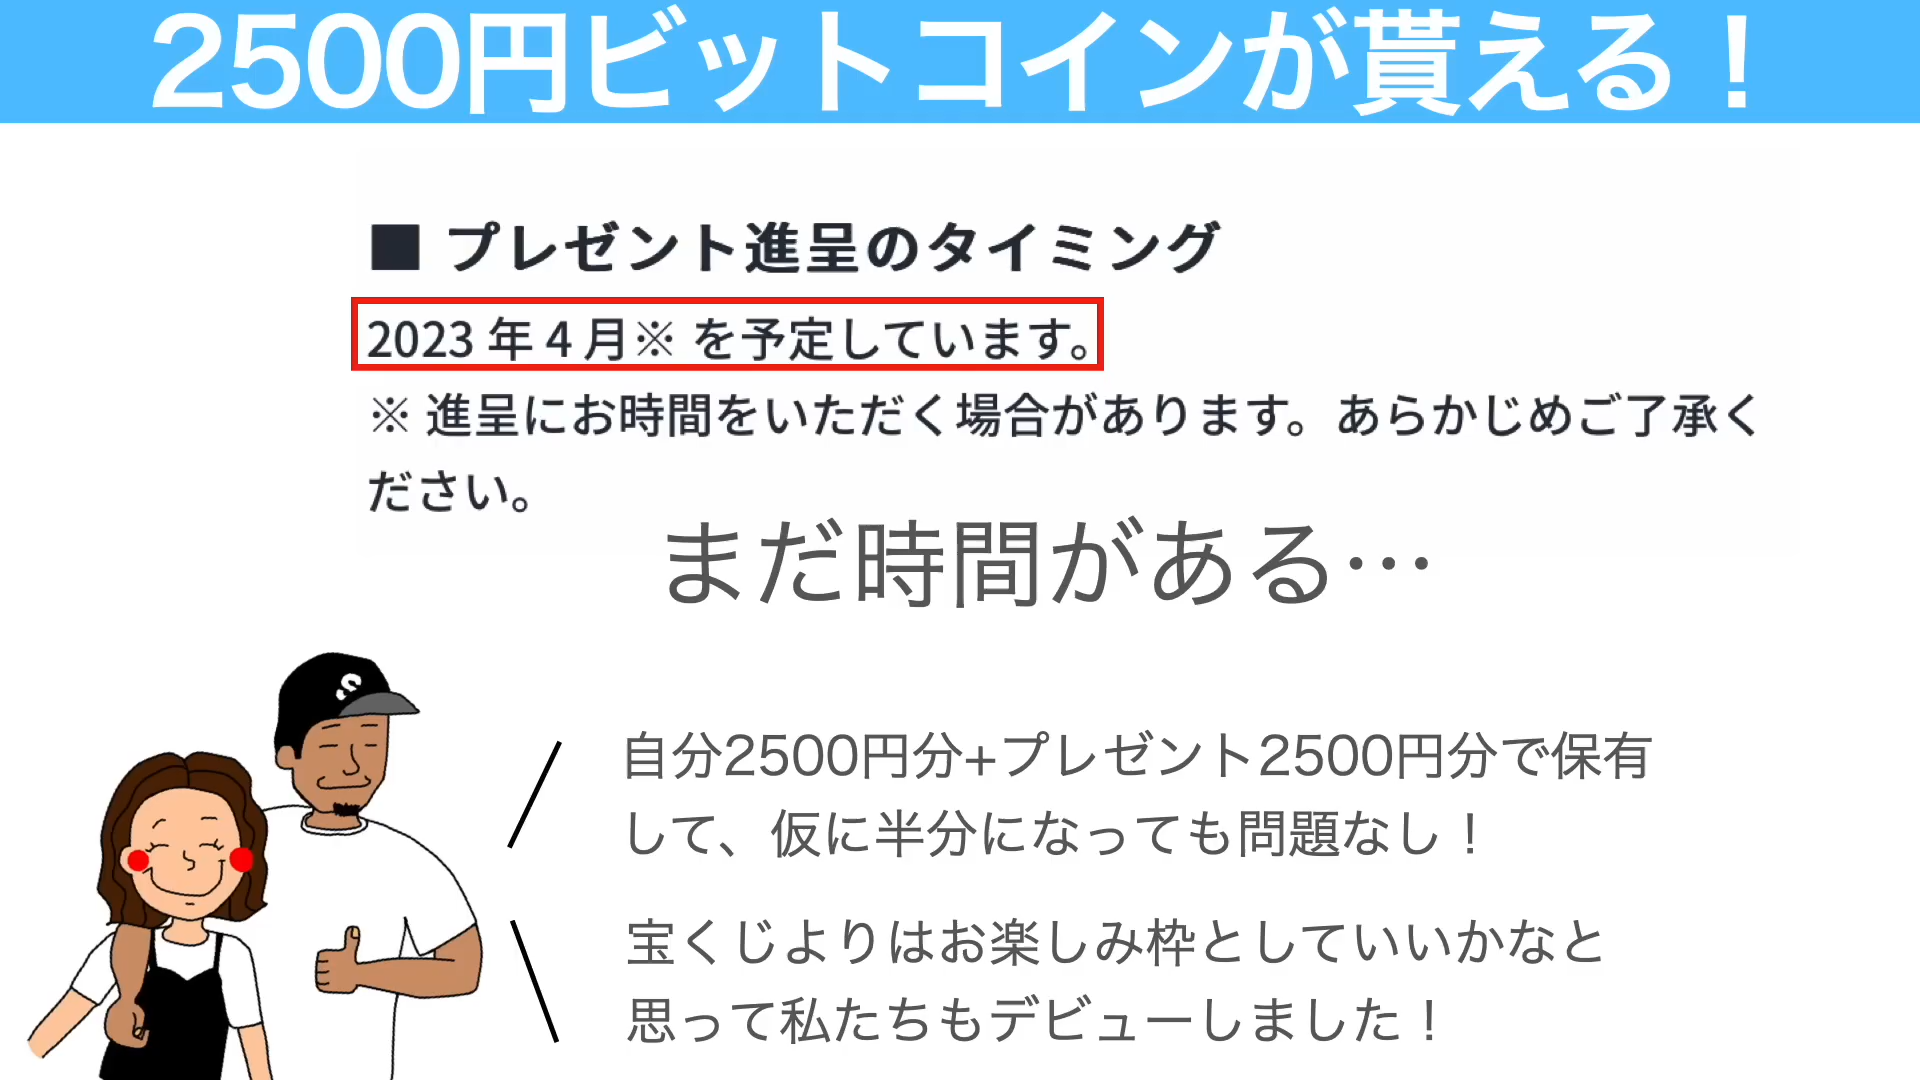 2500円ビットコインが貰える！
■ プレゼント進呈のタイミング
2023 年 4 月※ を予定しています。
※ 進呈にお時間をいただく場合があります。あらかじめご了承く
ださい。
まだ時間がある…
自分2500円分+プレゼント2500円分で保有
して、仮に半分になっても問題なし！
宝くじよりはお楽しみ枠としていいかなと
思って私たちもデビューしました！